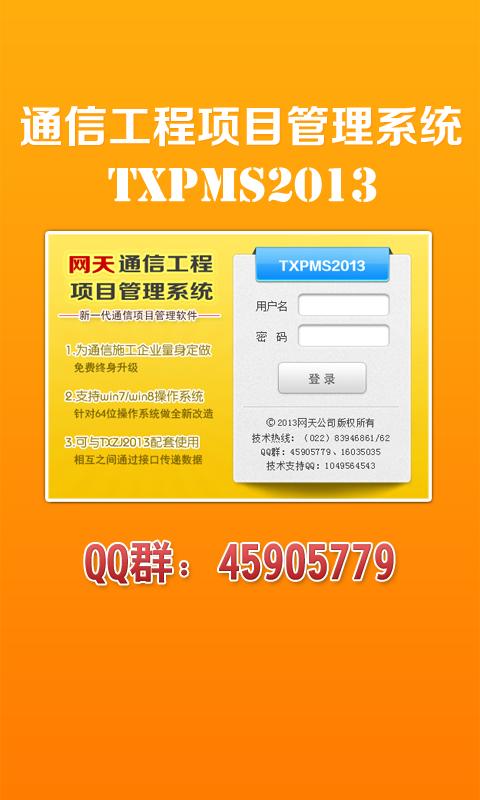 通信工程项目管理系统
TXPMS2013
网天通信工程
项目管理系统
新一代通信项目管理软件
1.为通信施工企业量身定做
免费终身升级
2.支持win7/win8操作系统
针对64位操作系统做全新改造
3.可与TXZJ2013配套使用
相互之间通过接口传递数据
TXPMS2013
用户名
密 码
登 录
©2013网天公司版权所有
技术热线：(022) 83946861/62
QQ群：45905779、16035035
技术支持QQ：1049564543
QQ群：45905779